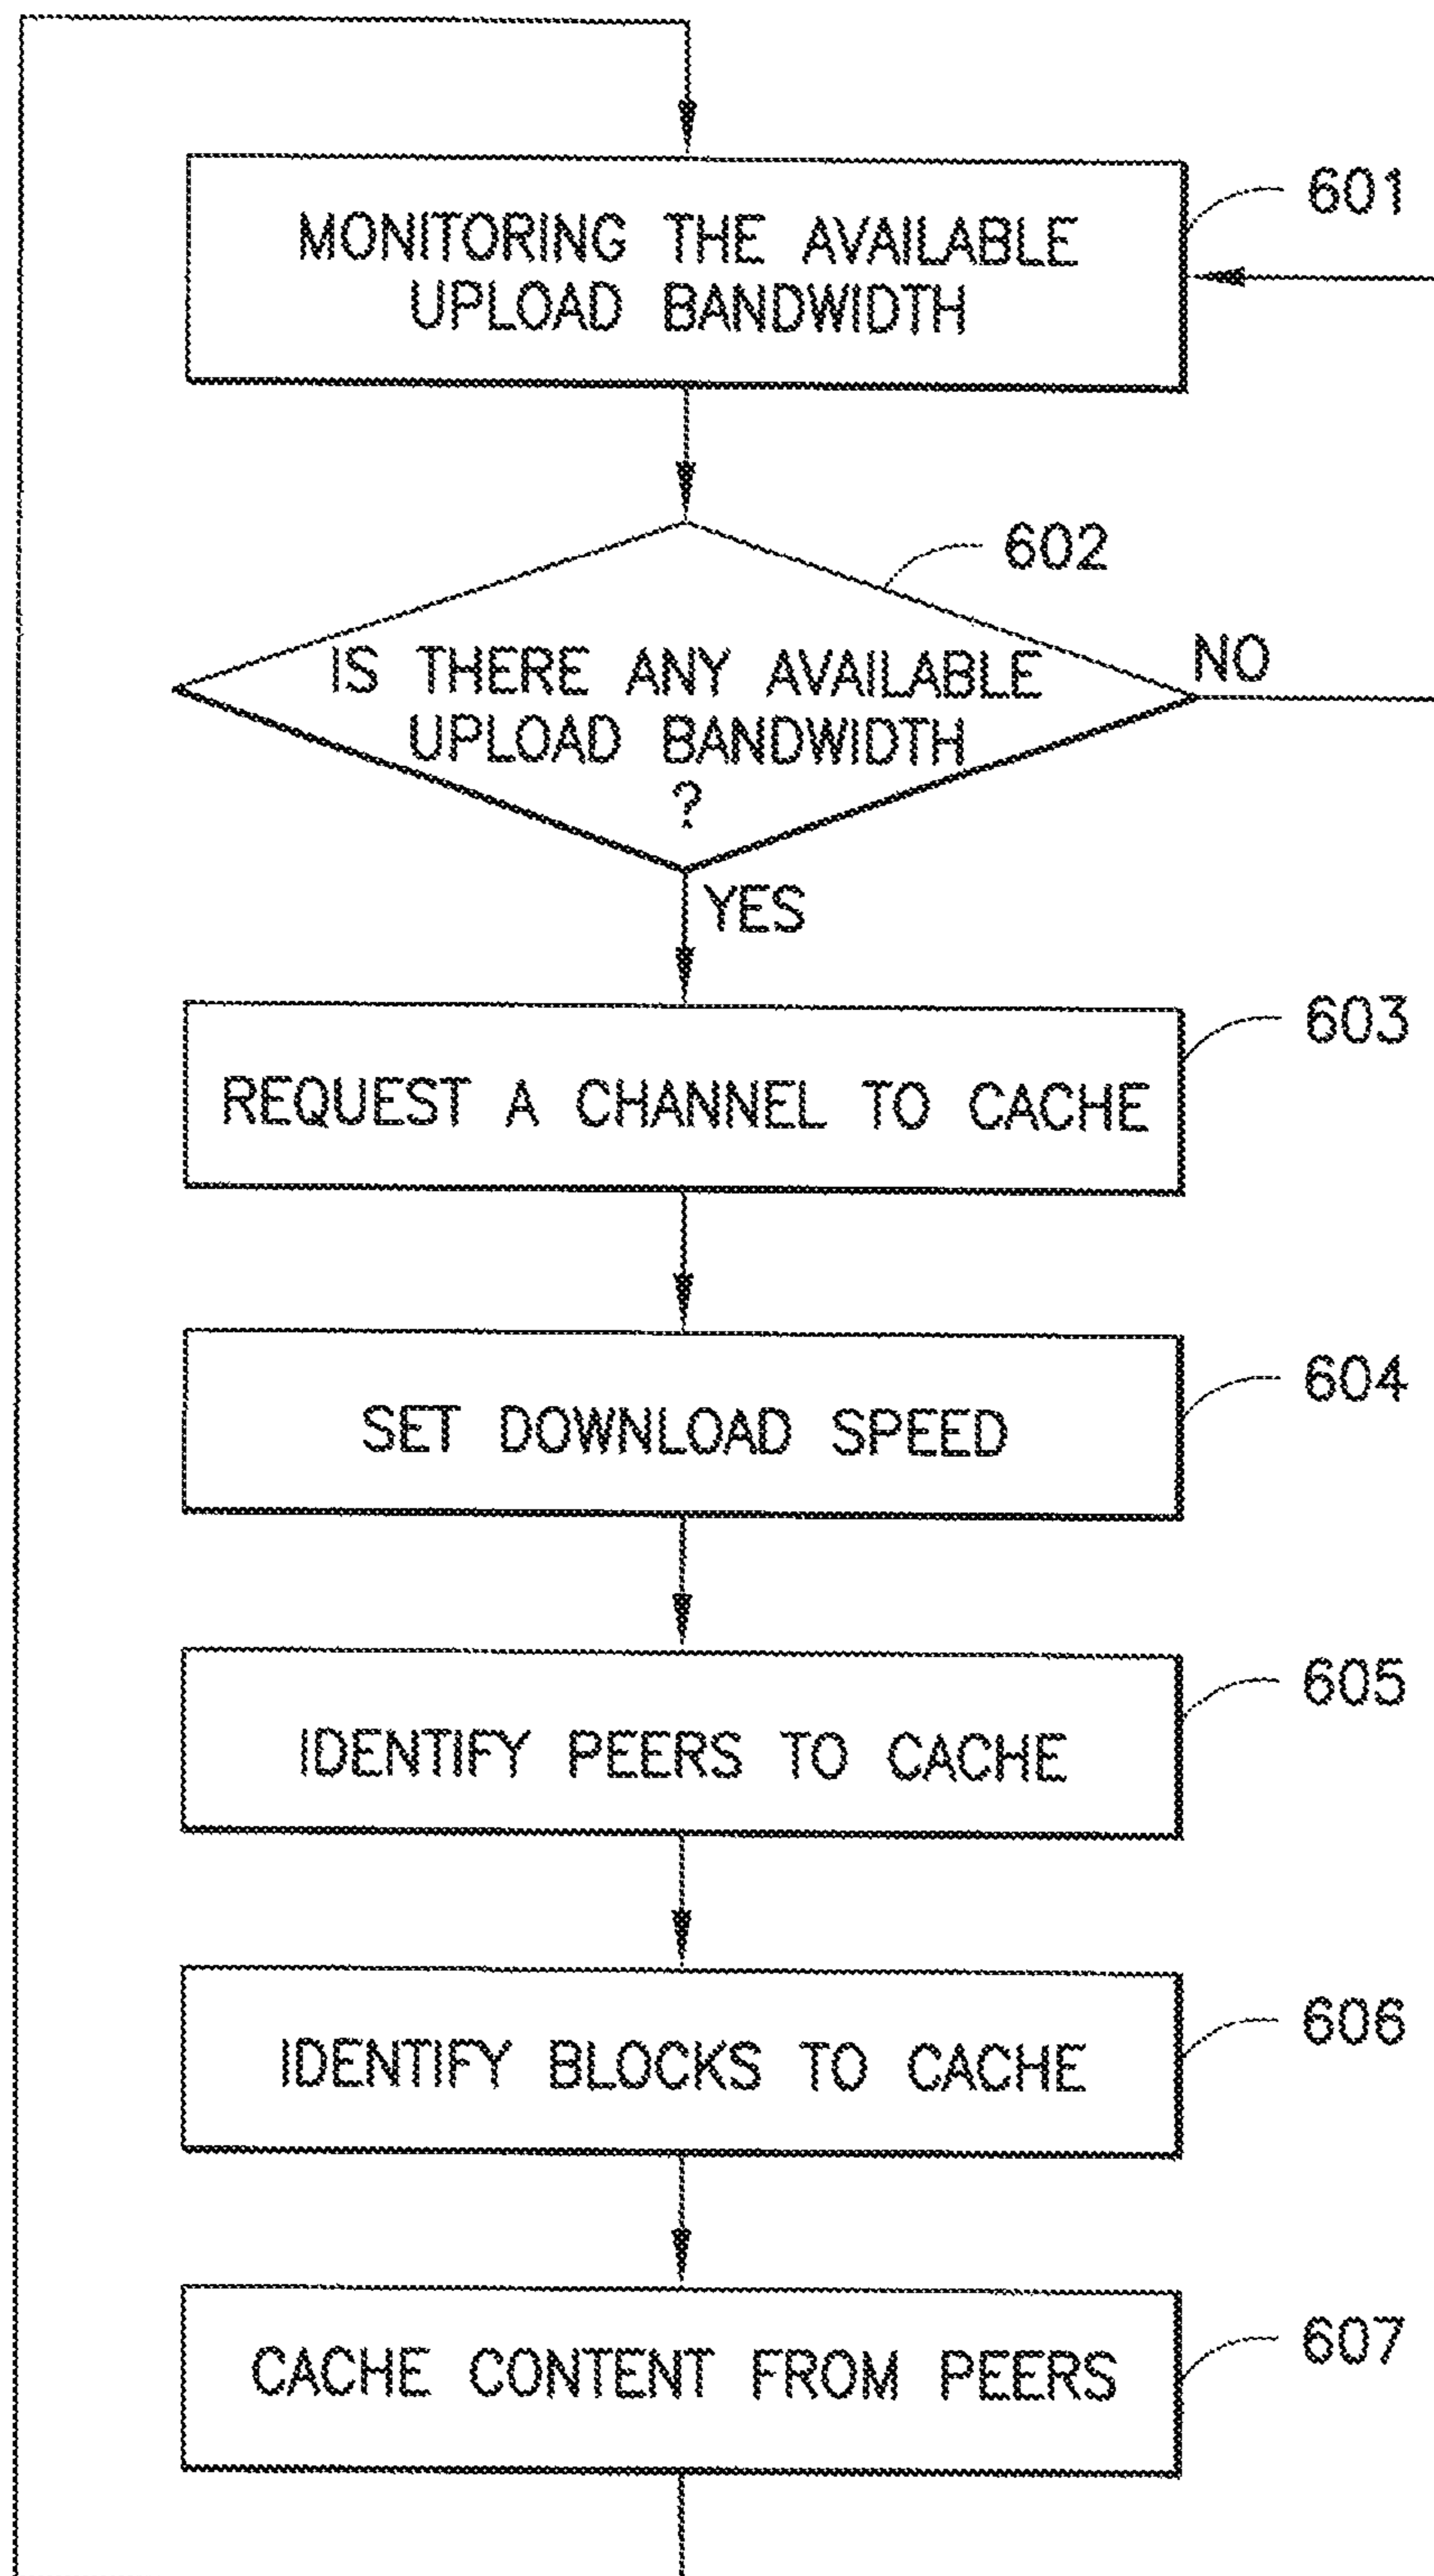 601
MONITORING THE AVAILABLE
UPLOAD BANDWIDTH
602
IS THERE ANY AVAILABLE
UPLOAD BANDWIDTH
?
NO
YES
603
REQUEST A CHANNEL TO CACHE
604
SET DOWNLOAD SPEED
605
IDENTIFY PEERS TO CACHE
606
IDENTIFY BLOCKS TO CACHE
607
CACHE CONTENT FROM PEERS